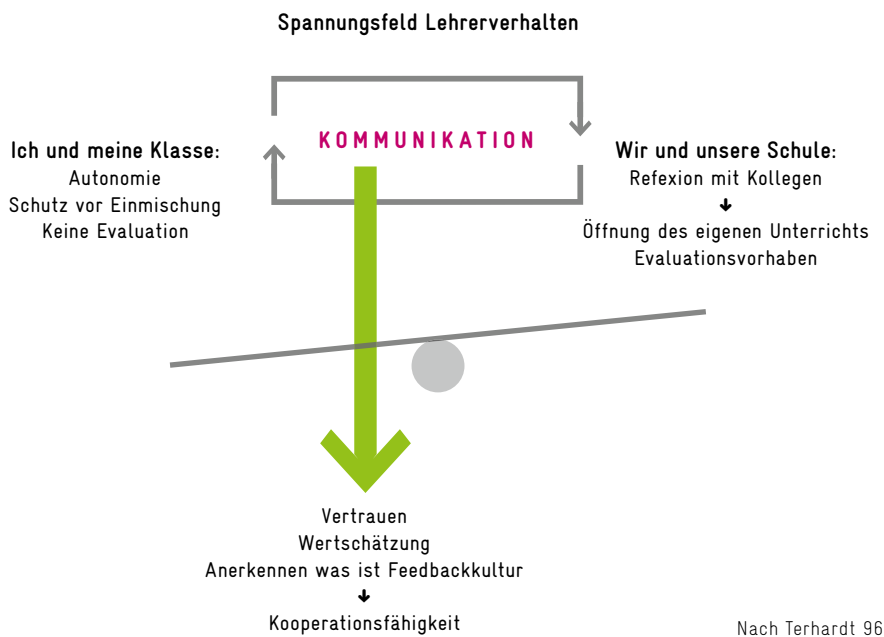 Spannungsfeld Lehrerverhalten
KOMMUNIKATION
Ich und meine Klasse:
Autonomie
Schutz vor Einmischung
Keine Evaluation
Wir und unsere Schule:
Refexion mit Kollegen
Öffnung des eigenen Unterrichts
Evaluationsvorhaben
Vertrauen
Wertschätzung
Anerkennen was ist Feedbackkultur
Kooperationsfähigkeit
Nach Terhardt 96